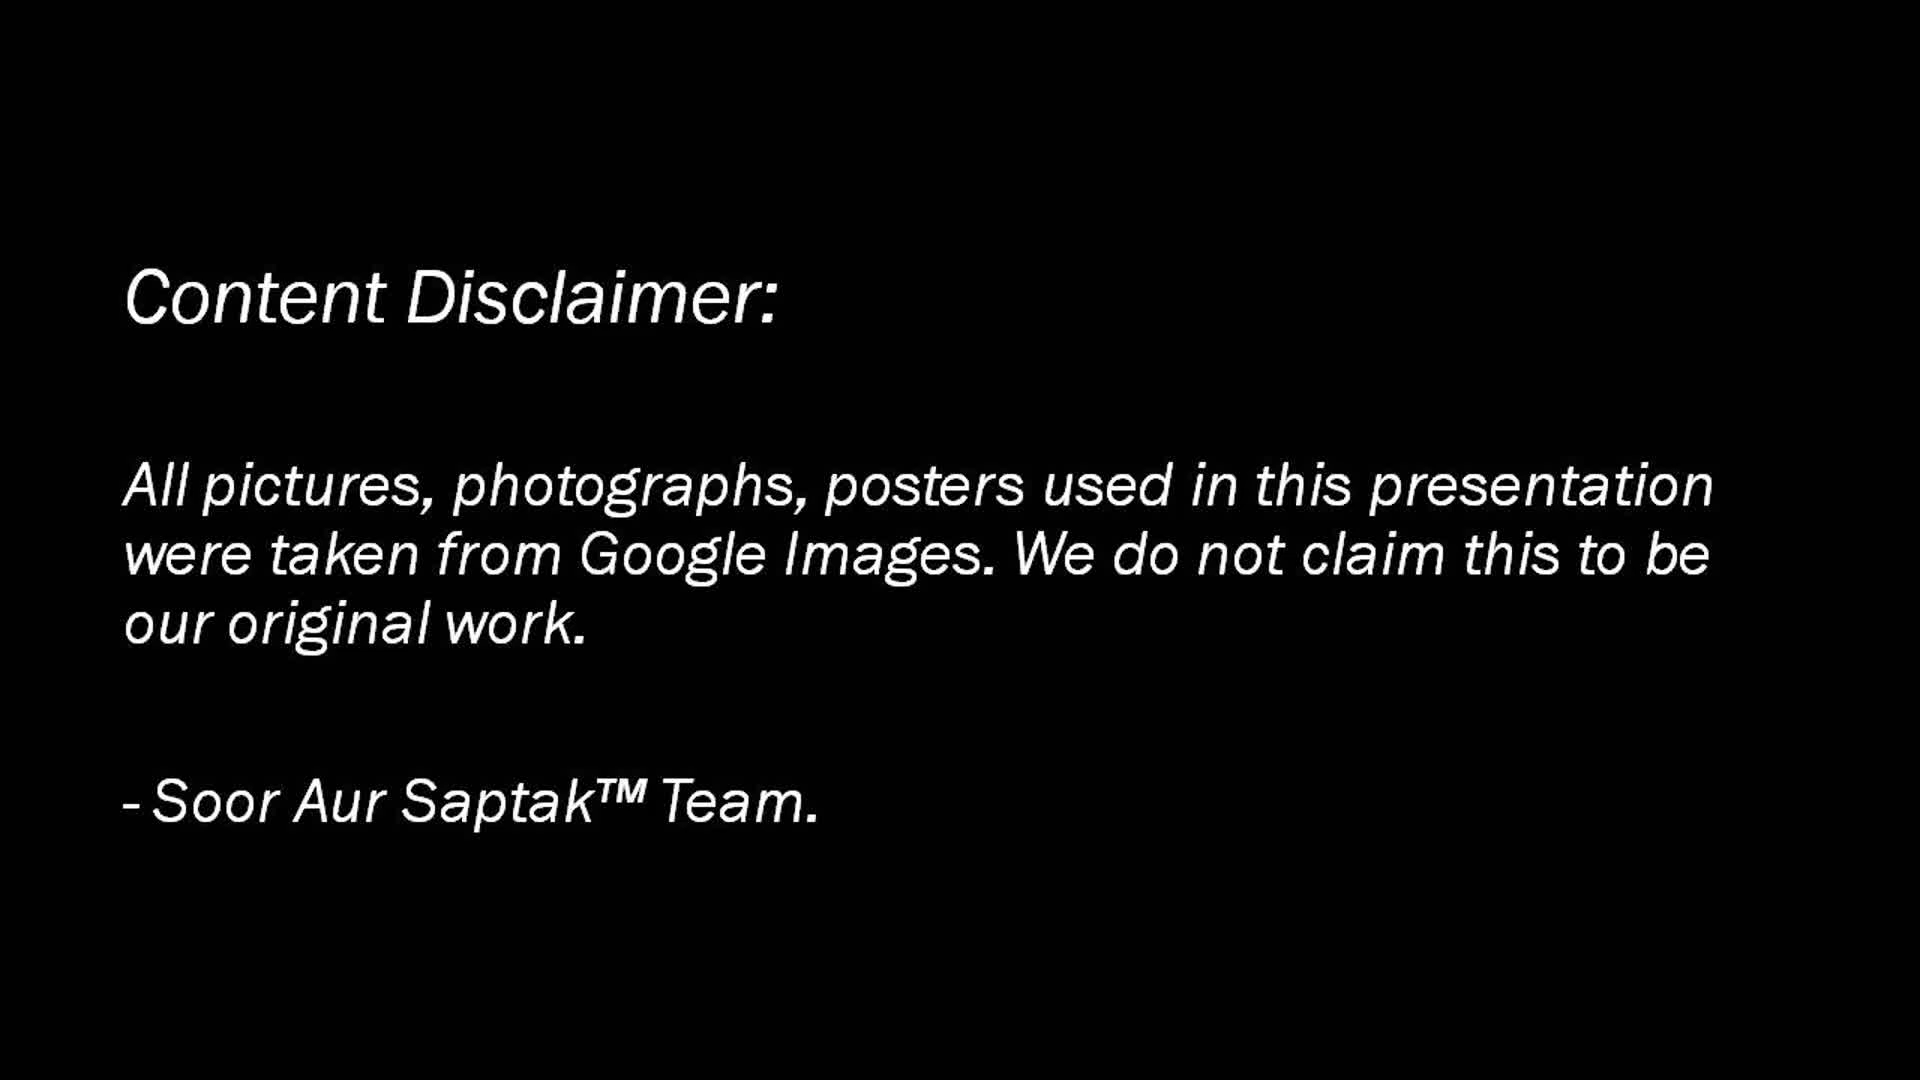 Content Disclaimer:
All pictures, photographs, posters used in this presentation
were taken from Google Images. We do not claim this to be
our original work.
- Soor Aur Saptak™ Team.